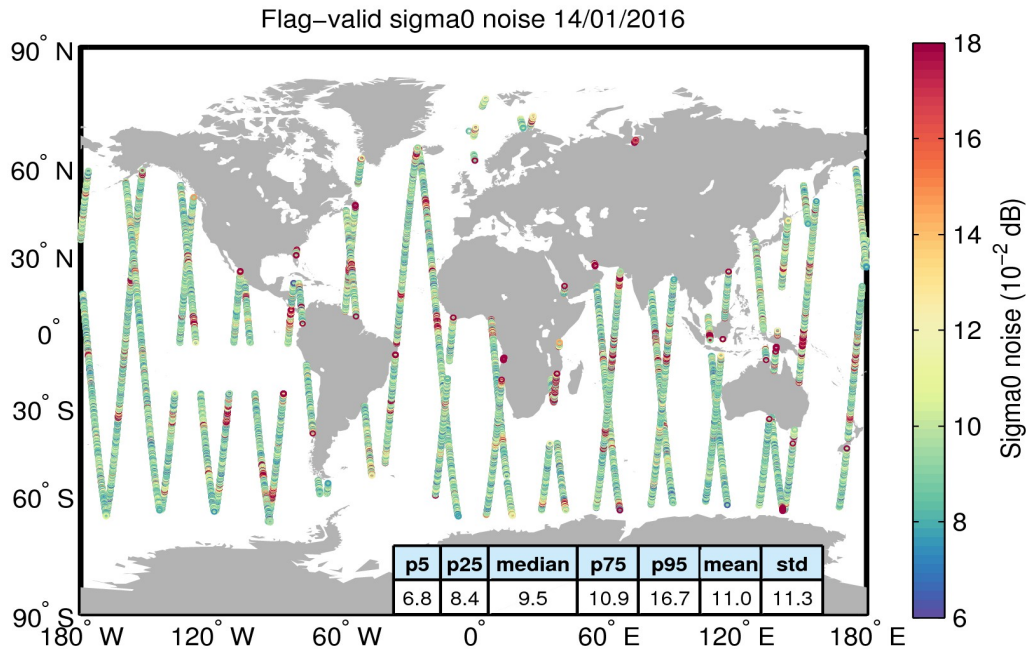 Flag−valid sigma0 noise 14/01/2016
90° N
60° N
30° N
0°
30° S
60° S
90° S
180° W
120° W
60° W
0°
60° E
120° E
180° E
p5 p25 median p75 p95 mean std
6.8 8.4 9.5 10.9 16.7 11.0 11.3
18
16
14
12
10
8
6
Sigma0 noise (10⁻² dB)